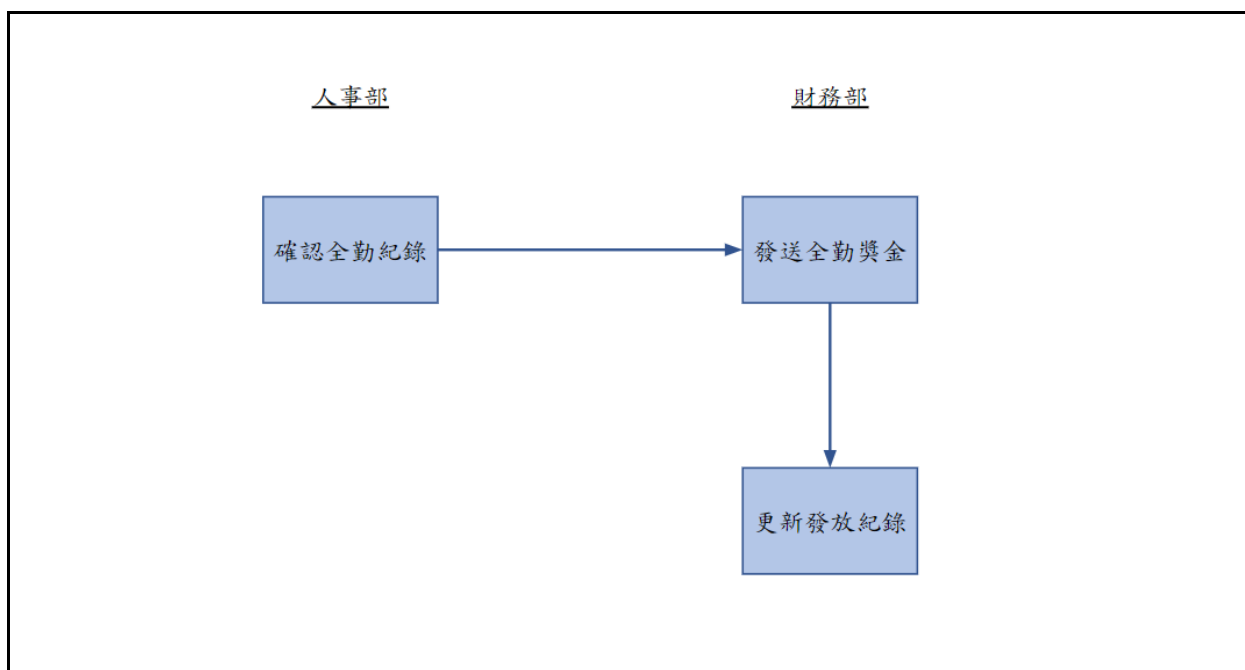 人事部
財務部
確認全勤紀錄
發送全勤獎金
更新發放紀錄